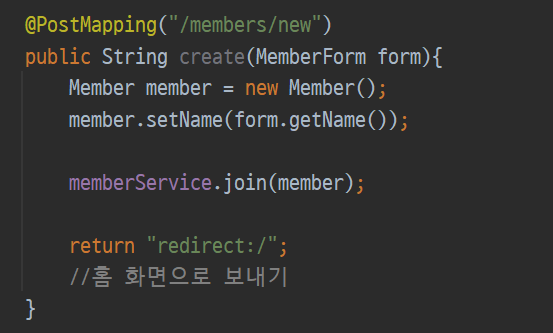 @PostMapping("/members/new")
public String create(MemberForm form){
    Member member = new Member();
    member.setName(form.getName());
    memberService.join(member);
    return "redirect:/";
    //홈 화면으로 보내기
}